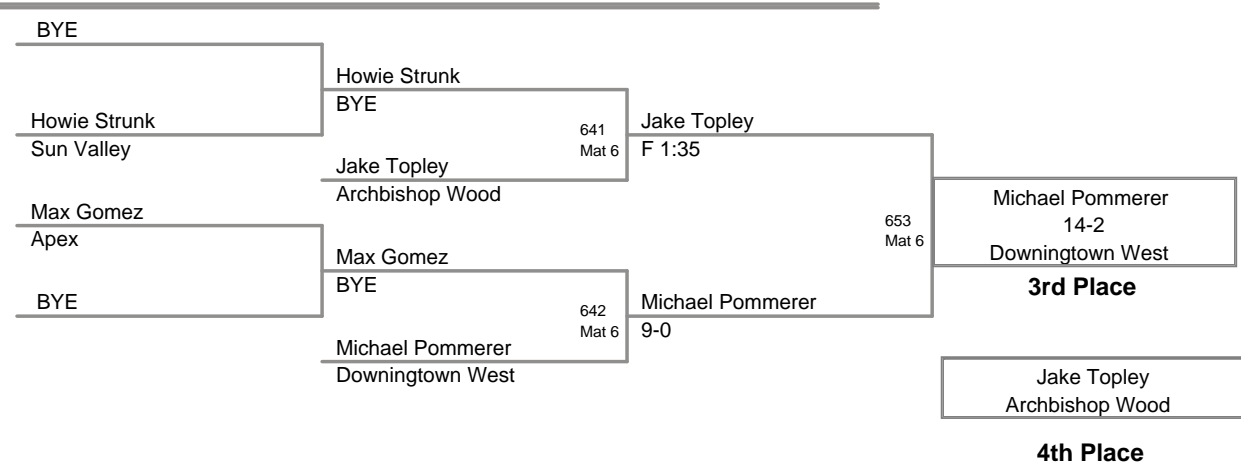 BYE
Howie Strunk
Sun Valley
Max Gomez
Apex
BYE
Howie Strunk
BYE
641
Mat 6
Jake Topley
Archbishop Wood
Max Gomez
BYE
642
Mat 6
Michael Pommerer
Downingtown West
Jake Topley
F 1:35
653
Mat 6
Michael Pommerer
9-0
Michael Pommerer
14-2
Downingtown West
3rd Place
Jake Topley
Archbishop Wood
4th Place